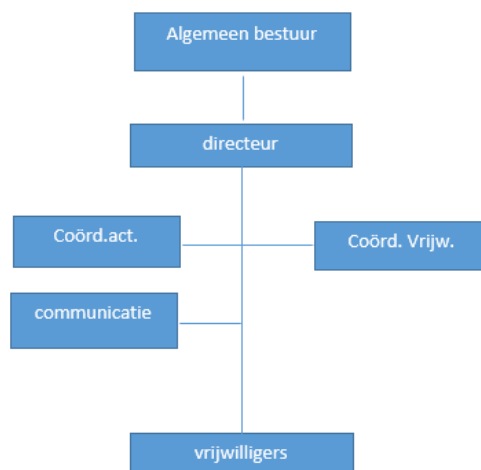 Algemeen bestuur
directeur
Coörd.act.
Coörd. Vrijw.
communicatie
vrijwilligers